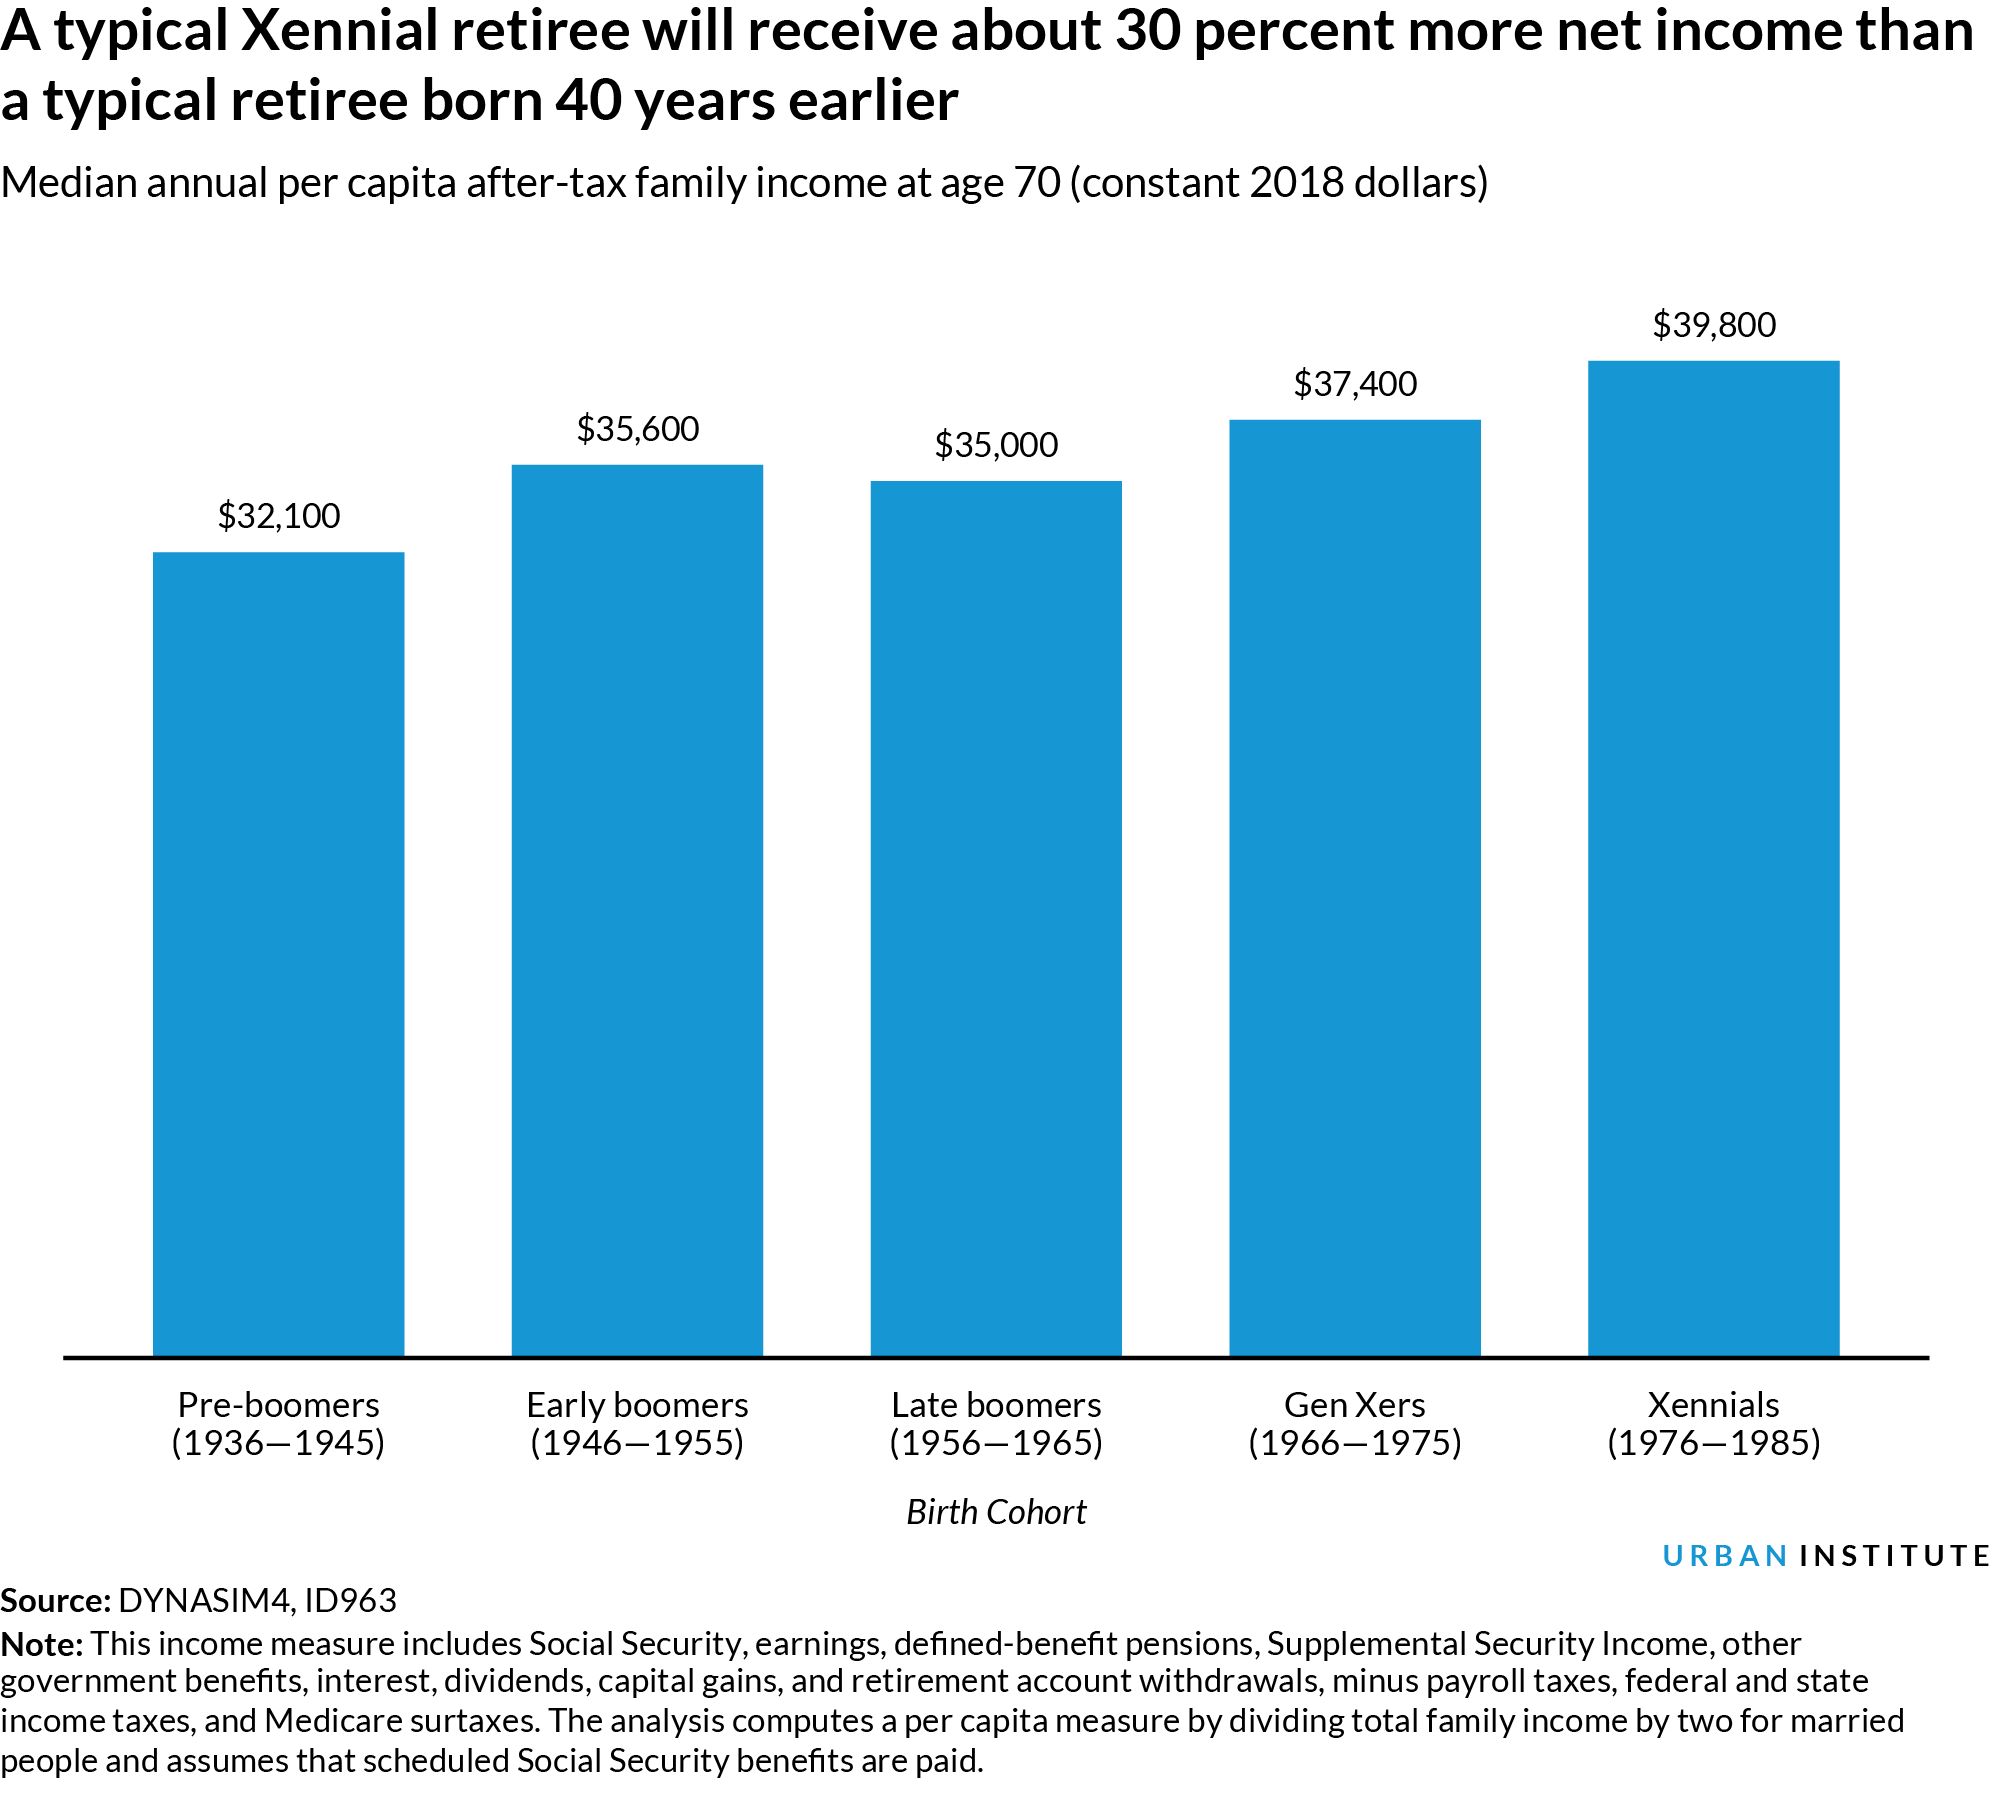 A typical Xennial retiree will receive about 30 percent more net income than
a typical retiree born 40 years earlier
Median annual per capita after-tax family income at age 70 (constant 2018 dollars)
$32,100
$35,600
$35,000
$37,400
$39,800
Pre-boomers
(1936—1945)
Early boomers
(1946—1955)
Late boomers
(1956—1965)
Gen Xers
(1966—1975)
Xennials
(1976—1985)
Birth Cohort
URBAN INSTITUTE
Source: DYNASIM4, ID963
Note: This income measure includes Social Security, earnings, defined-benefit pensions, Supplemental Security Income, other
government benefits, interest, dividends, capital gains, and retirement account withdrawals, minus payroll taxes, federal and state
income taxes, and Medicare surtaxes. The analysis computes a per capita measure by dividing total family income by two for married
people and assumes that scheduled Social Security benefits are paid.